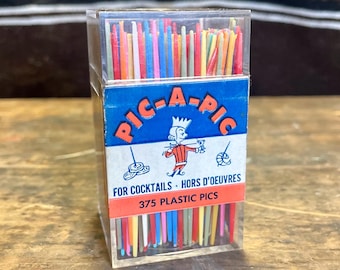 PIC-A-PIC
FOR COCKTAILS - HORS D'OEUVRES
375 PLASTIC PICS